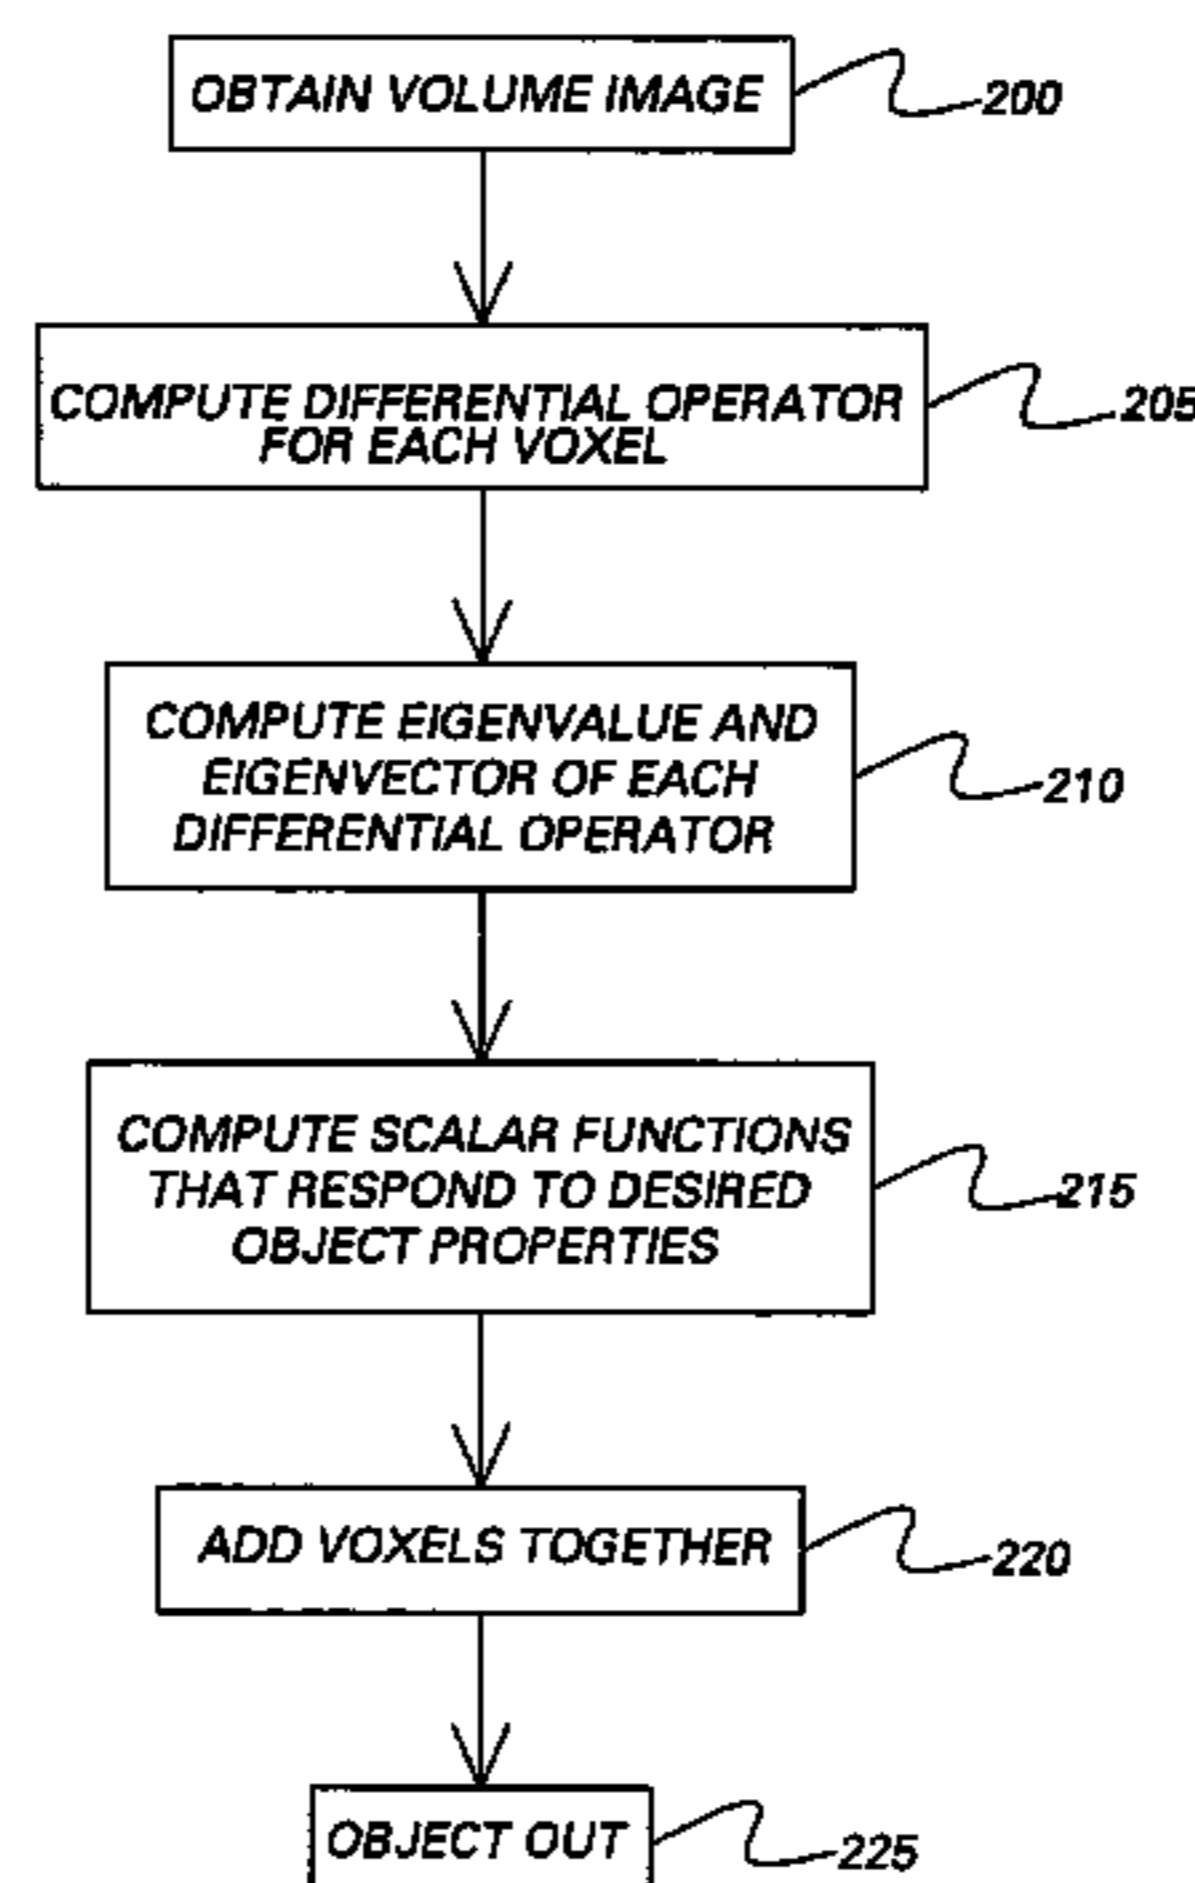 OBTAIN VOLUME IMAGE
200
COMPUTE DIFFERENTIAL OPERATOR
FOR EACH VOXEL
205
COMPUTE EIGENVALUE AND
EIGENVECTOR OF EACH
DIFFERENTIAL OPERATOR
210
COMPUTE SCALAR FUNCTIONS
THAT RESPOND TO DESIRED
OBJECT PROPERTIES
215
ADD VOXELS TOGETHER
220
OBJECT OUT
225